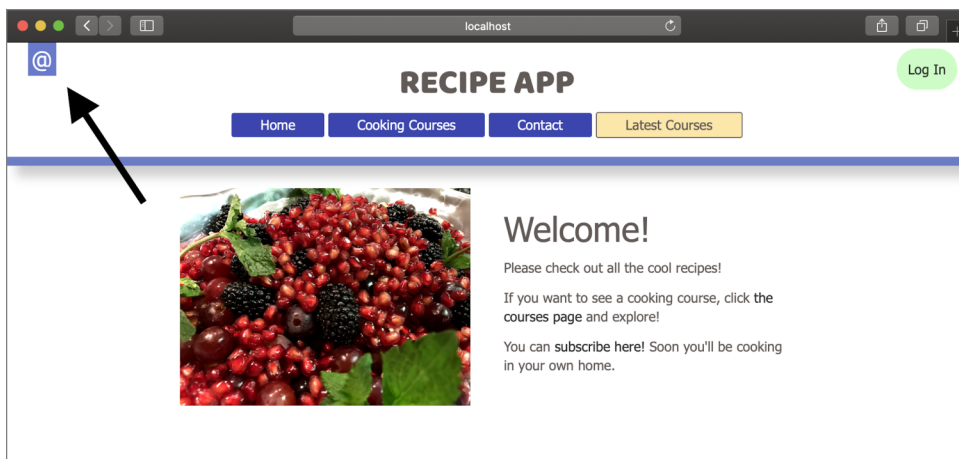 localhost
@
RECIPE APP
Log In
Home Cooking Courses Contact Latest Courses
Welcome!
Please check out all the cool recipes!
If you want to see a cooking course, click the
courses page and explore!
You can subscribe here! Soon you'll be cooking
in your own home.